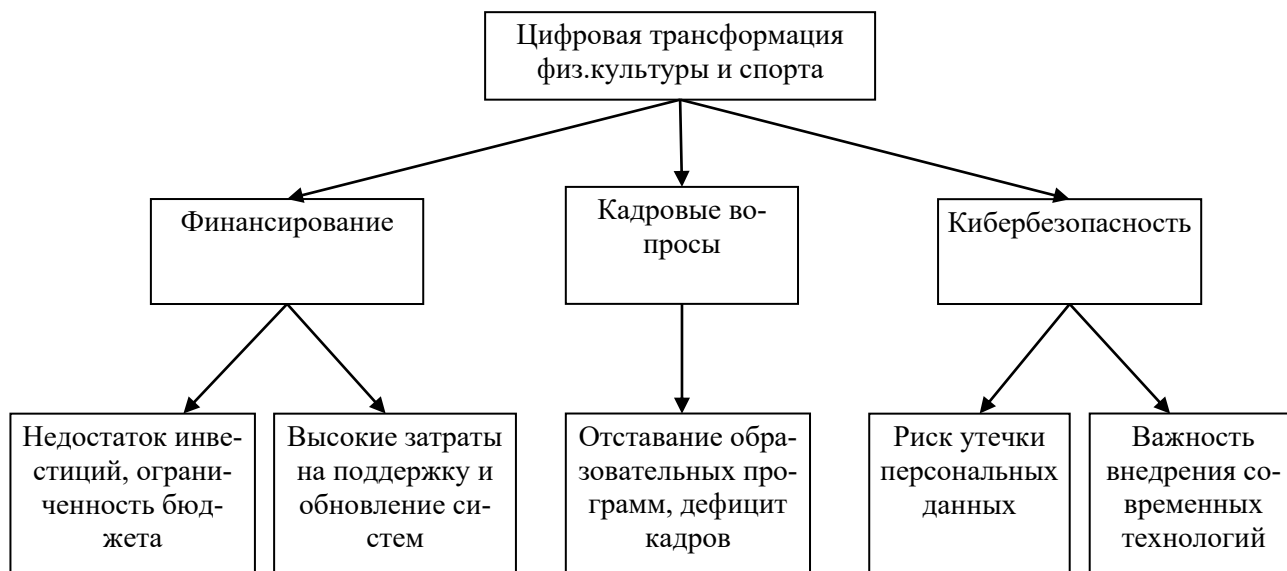 Цифровая трансформация
физ.культуры и спорта
Финансирование
Кадровые во-
просы
Кибербезопасность
Недостаток инве-
стиций, ограни-
ченность бюд-
жета
Высокие затраты
на поддержку и
обновление си-
стем
Отставание обра-
зовательных про-
грамм, дефицит
кадров
Риск утечки
персональных
данных
Важность
внедрения со-
временных
технологий